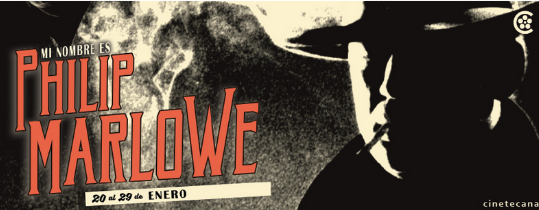 MI NOMBRE ES
PHILIP
MARLOWE
20 al 29 de ENERO
cinetecana